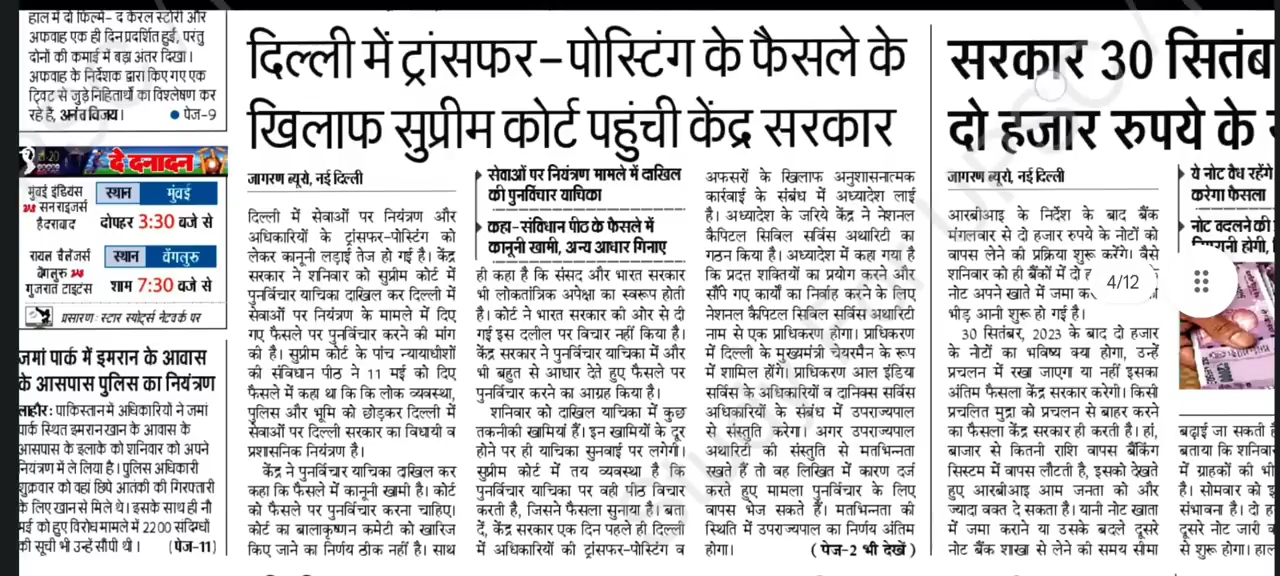 हाल में दो फिल्में- द केरल स्टोरी और
अफवाह एक ही दिन प्रदर्शित हुईं, परंतु
दोनों की कमाई में बड़ा अंतर दिखा।
अफवाह के निर्देशक द्वारा किए गए एक
ट्विट से जुड़े निहितार्थों का विश्लेषण कर
रहे हैं, अनंत विजय। ● पेज-9
दे दनादन
मुंबई इंडियंस
सनराइजर्स
हैदराबाद
स्थान मुंबई
दोपहर 3:30 बजे से
रायल चैलेंजर्स
बेंगलुरु
गुजरात टाइटंस
स्थान बेंगलुरु
शाम 7:30 बजे से
प्रसारण: स्टार स्पोर्ट्स नेटवर्क पर
जमां पार्क में इमरान के आवास
के आसपास पुलिस का नियंत्रण
लाहौर: पाकिस्तान में अधिकारियों ने जमां
पार्क स्थित इमरान खान के आवास के
आसपास के इलाके को शनिवार को अपने
नियंत्रण में ले लिया है। पुलिस अधिकारी
शुक्रवार को वहां छिपे आतंकी की गिरफ्तारी
के लिए खान से मिले थे। इसके साथ ही नौ
मई को हुए विरोध मामले में 2200 संदिग्धों
की सूची भी उन्हें सौंपी थी। (पेज-11)
दिल्ली में ट्रांसफर-पोस्टिंग के फैसले के
खिलाफ सुप्रीम कोर्ट पहुंची केंद्र सरकार
जागरण ब्यूरो, नई दिल्ली
दिल्ली में सेवाओं पर नियंत्रण और
अधिकारियों के ट्रांसफर-पोस्टिंग को
लेकर कानूनी लड़ाई तेज हो गई है। केंद्र
सरकार ने शनिवार को सुप्रीम कोर्ट में
पुनर्विचार याचिका दाखिल कर दिल्ली में
सेवाओं पर नियंत्रण के मामले में दिए
गए फैसले पर पुनर्विचार करने की मांग
की है। सुप्रीम कोर्ट के पांच न्यायाधीशों
की संविधान पीठ ने 11 मई को दिए
फैसले में कहा था कि कि लोक व्यवस्था,
पुलिस और भूमि को छोड़कर दिल्ली में
सेवाओं पर दिल्ली सरकार का विधायी व
प्रशासनिक नियंत्रण है।
केंद्र ने पुनर्विचार याचिका दाखिल कर
कहा कि फैसले में कानूनी खामी है। कोर्ट
को फैसले पर पुनर्विचार करना चाहिए।
कोर्ट का बालाकृष्णन कमेटी को खारिज
किए जाने का निर्णय ठीक नहीं है। साथ
सेवाओं पर नियंत्रण मामले में दाखिल
की पुनर्विचार याचिका
कहा-संविधान पीठ के फैसले में
कानूनी खामी, अन्य आधार गिनाए
ही कहा है कि संसद और भारत सरकार
भी लोकतांत्रिक अपेक्षा का स्वरूप होती
है। कोर्ट ने भारत सरकार की ओर से दी
गई इस दलील पर विचार नहीं किया है।
केंद्र सरकार ने पुनर्विचार याचिका में और
भी बहुत से आधार देते हुए फैसले पर
पुनर्विचार करने का आग्रह किया है।
शनिवार को दाखिल याचिका में कुछ
तकनीकी खामियां हैं। इन खामियों के दूर
होने पर ही याचिका सुनवाई पर लगेगी।
सुप्रीम कोर्ट में तय व्यवस्था है कि
पुनर्विचार याचिका पर वही पीठ विचार
करती है, जिसने फैसला सुनाया है। बता
दें, केंद्र सरकार एक दिन पहले ही दिल्ली
में अधिकारियों की ट्रांसफर-पोस्टिंग व
अफसरों के खिलाफ अनुशासनात्मक
कार्रवाई के संबंध में अध्यादेश लाई
है। अध्यादेश के जरिये केंद्र ने नेशनल
कैपिटल सिविल सर्विस अथारिटी का
गठन किया है। अध्यादेश में कहा गया है
कि प्रदत्त शक्तियों का प्रयोग करने और
सौंपे गए कार्यों का निर्वाह करने के लिए
नेशनल कैपिटल सिविल सर्विस अथारिटी
नाम से एक प्राधिकरण होगा। प्राधिकरण
में दिल्ली के मुख्यमंत्री चेयरमैन के रूप
में शामिल होंगे। प्राधिकरण आल इंडिया
सर्विस के अधिकारियों व दानिक्स सर्विस
अधिकारियों के संबंध में उपराज्यपाल
से संस्तुति करेगा। अगर उपराज्यपाल
अथारिटी की संस्तुति से मतभिन्नता
रखते हैं तो वह लिखित में कारण दर्ज
करते हुए मामला पुनर्विचार के लिए
वापस भेज सकते हैं। मतभिन्नता की
स्थिति में उपराज्यपाल का निर्णय अंतिम
होगा। (पेज-2 भी देखें)
सरकार 30 सितंब
दो हजार रुपये के
जागरण ब्यूरो, नई दिल्ली
आरबीआइ के निर्देश के बाद बैंक
मंगलवार से दो हजार रुपये के नोटों को
वापस लेने की प्रक्रिया शुरू करेंगे। वैसे
शनिवार को ही बैंकों में दो ह
नोट अपने खाते में जमा क
भीड़ आनी शुरू हो गई है।
30 सितंबर, 2023 के बाद दो हजार
के नोटों का भविष्य क्या होगा, उन्हें
प्रचलन में रखा जाएगा या नहीं इसका
अंतिम फैसला केंद्र सरकार करेगी। किसी
प्रचलित मुद्रा को प्रचलन से बाहर करने
का फैसला केंद्र सरकार ही करती है। हां,
बाजार से कितनी राशि वापस बैंकिंग
सिस्टम में वापस लौटती है, इसको देखते
हुए आरबीआइ आम जनता को और
ज्यादा वक्त दे सकता है। यानी नोट खाता
में जमा कराने या उसके बदले दूसरे
नोट बैंक शाखा से लेने की समय सीमा
ये नोट वैध रहेंगे
करेगा फैसला
नोट बदलने की
4/12
बढ़ाई जा सकती
बताया कि शनिवा
में ग्राहकों की भी
है। सोमवार को इ
संभावना है। दो ह
दूसरे नोट जारी व
से शुरू होगा। हाल